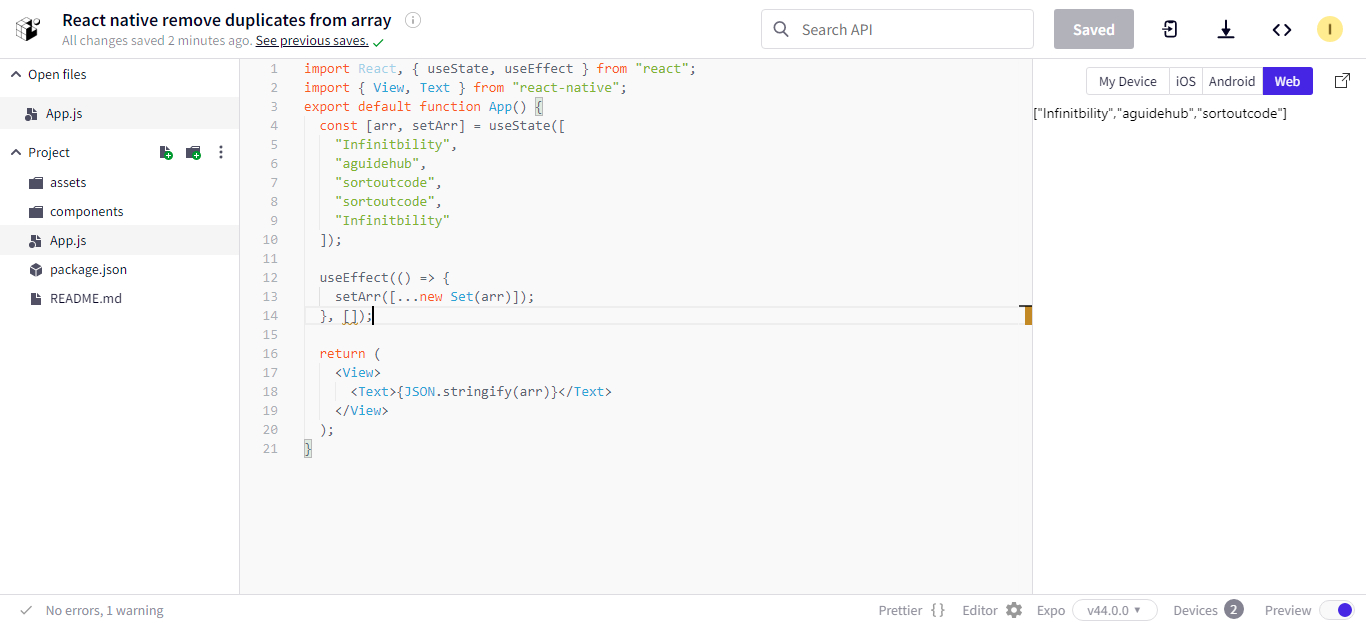 React native remove duplicates from array
All changes saved 2 minutes ago. See previous saves.
Search API
Saved
I
Open files
App.js
Project
assets
components
App.js
package.json
README.md
1 import React, { useState, useEffect } from "react";
2 import { View, Text } from "react-native";
3 export default function App() {
4 const [arr, setArr] = useState([
5 "Infinitbility",
6 "aguidehub",
7 "sortoutcode",
8 "sortoutcode",
9 "Infinitbility"
10 ]);
11
12 useEffect(() => {
13 setArr([...new Set(arr)]);
14 }, []);
15
16 return (
17 <View>
18 <Text>{JSON.stringify(arr)}</Text>
19 </View>
20 );
21 }
My Device iOS Android Web
["Infinitbility","aguidehub","sortoutcode"]
No errors, 1 warning
Prettier {} Editor Expo v44.0.0 Devices 2 Preview